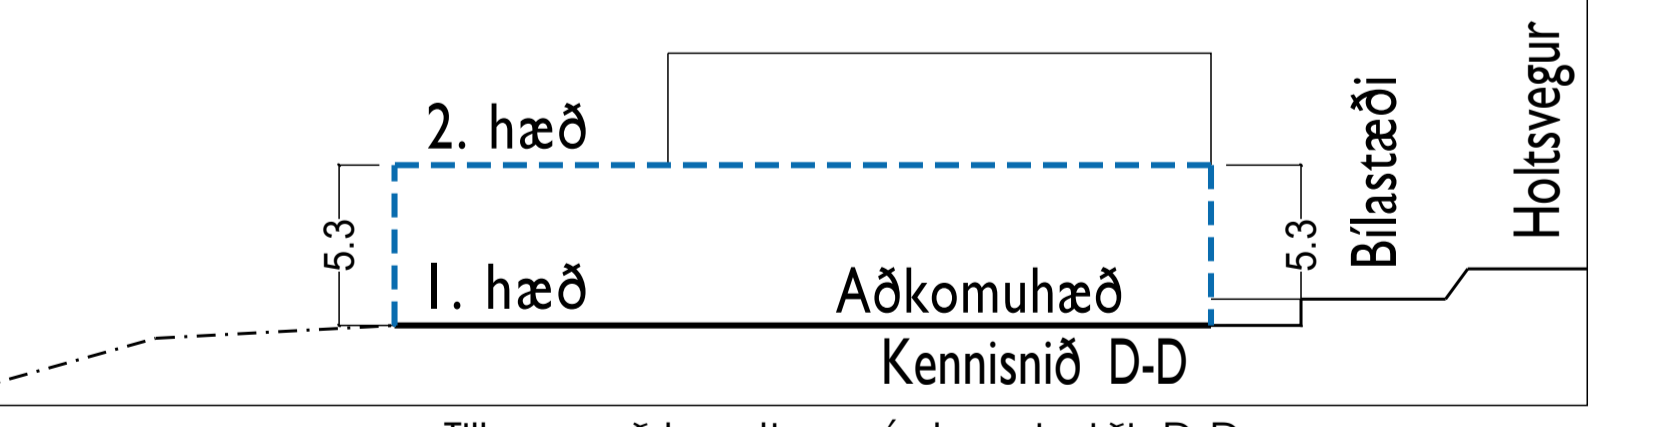 2. hæð
5.3
1. hæð
Aðkomuhæð
5.3
Bílastæði
Holtsvegur
Kennisnið D-D